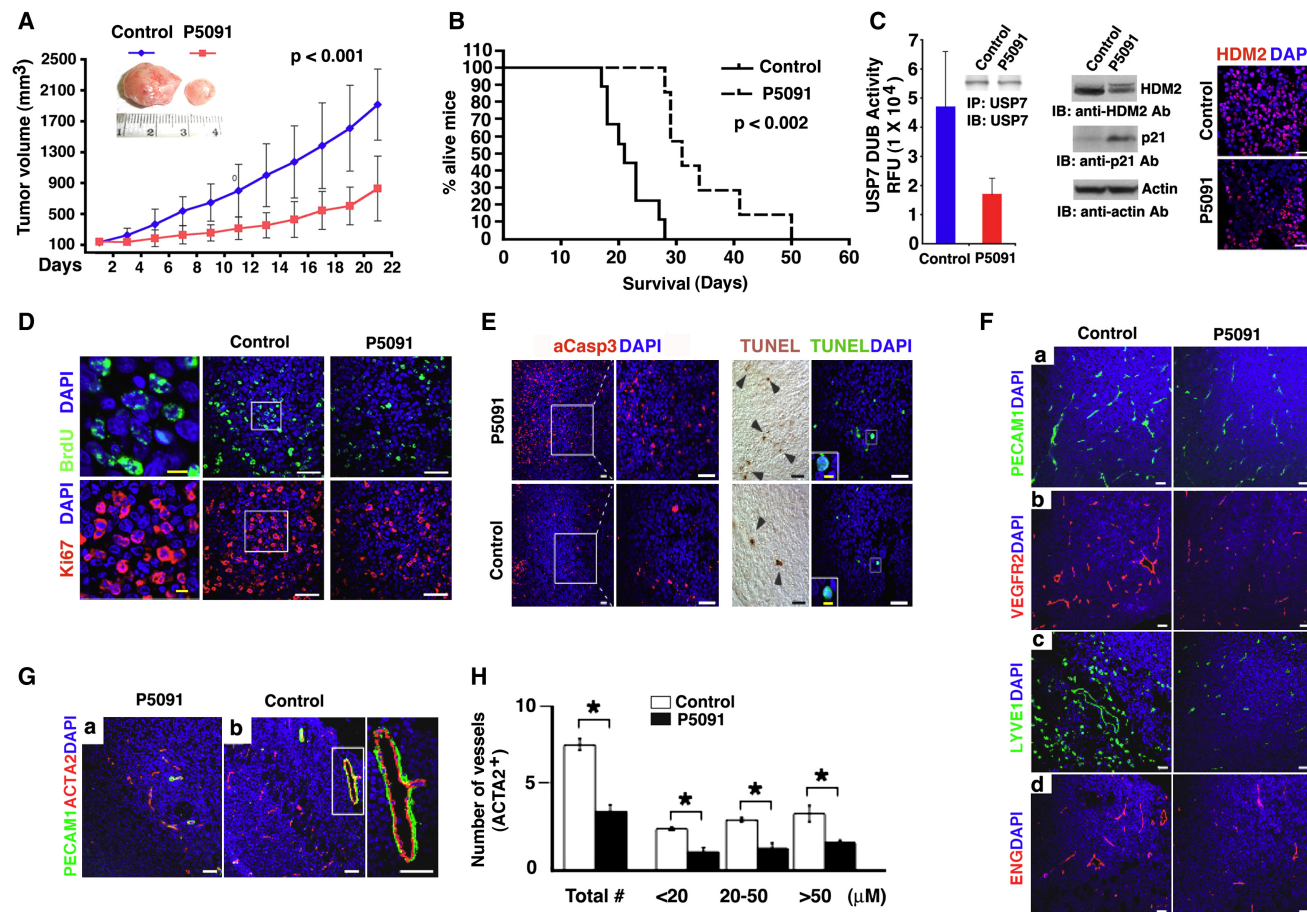 A
Control P5091
p < 0.001
Tumor volume (mm3)
2500
2100
1700
1300
900
500
100
0
1 2 3 4
Days
2 4 6 8 10 11 12 14 16 18 20 22
B
% alive mice
110
100
90
80
70
60
50
40
30
20
10
0
Control
P5091
p < 0.002
0 10 20 30 40 50 60
Survival (Days)
C
USP7 DUB Activity
RFU (1 X 104)
7
6
5
4
3
2
1
0
Control P5091
Control
P5091
IP: USP7
IB: USP7
Control
P5091
HDM2
IB: anti-HDM2 Ab
p21
IB: anti-p21 Ab
Actin
IB: anti-actin Ab
HDM2 DAP
Control
P5091
D
Control P5091
BrdU DAPI
Ki67 DAPI
E
aCasp3 DAPI TUNEL TUNEL DAPI
P5091
Control
F
Control P5091
a
PECAM1 DAPI
b
VEGFR2 DAPI
c
LYVE1 DAPI
d
ENG DAPI
G
P5091 Control
a b
PECAM1 ACTA2 DAPI
H
Number of vessels
(ACTA2+)
10
5
0
Control
P5091
* * * *
Total # <20 20-50 >50 (μM)